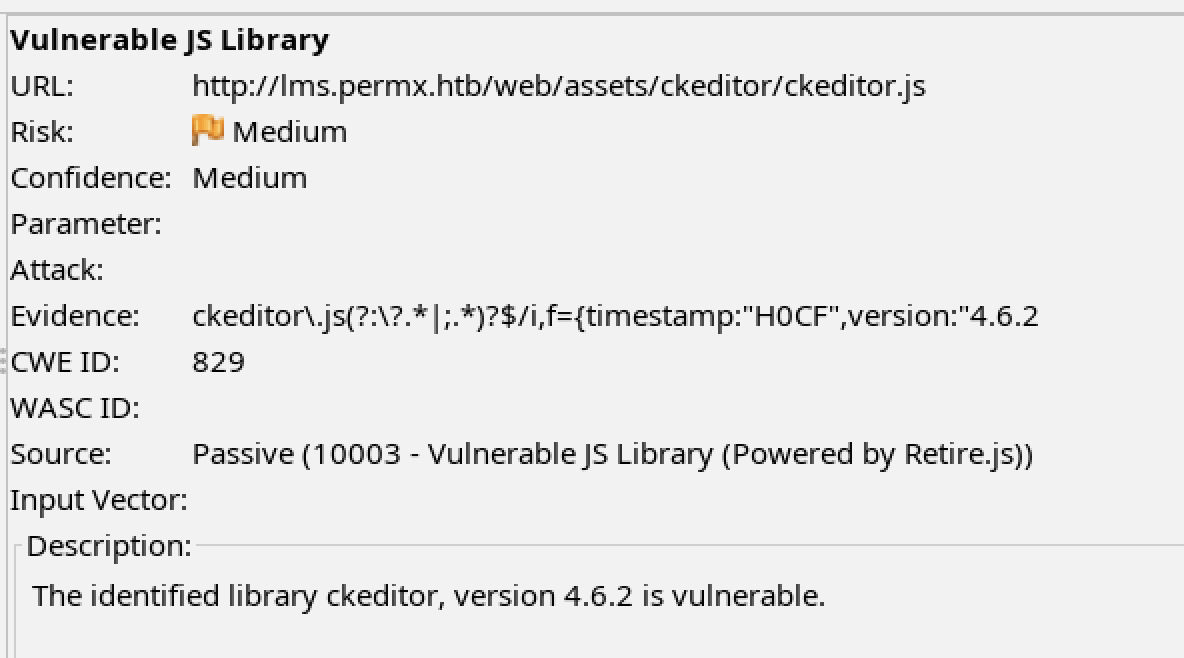 Vulnerable JS Library
URL: http://lms.permx.htb/web/assets/ckeditor/ckeditor.js
Risk: Medium
Confidence: Medium
Parameter:
Attack:
Evidence: ckeditor\.js(?:\?.*|;.*)?$/i,f={timestamp:"H0CF",version:"4.6.2
CWE ID: 829
WASC ID:
Source: Passive (10003 - Vulnerable JS Library (Powered by Retire.js))
Input Vector:
Description:
The identified library ckeditor, version 4.6.2 is vulnerable.